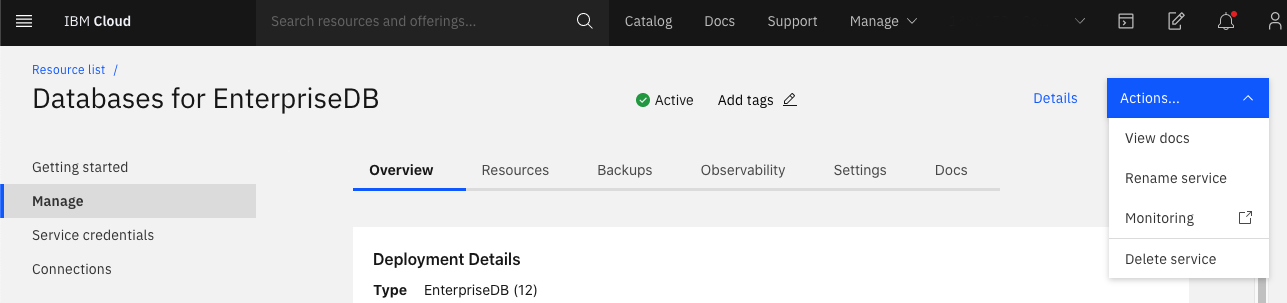 IBM Cloud
Search resources and offerings...
Catalog
Docs
Support
Manage
Resource list /
Databases for EnterpriseDB
Active
Add tags
Details
Actions...
View docs
Rename service
Monitoring
Delete service
Getting started
Manage
Service credentials
Connections
Overview
Resources
Backups
Observability
Settings
Docs
Deployment Details
Type EnterpriseDB (12)